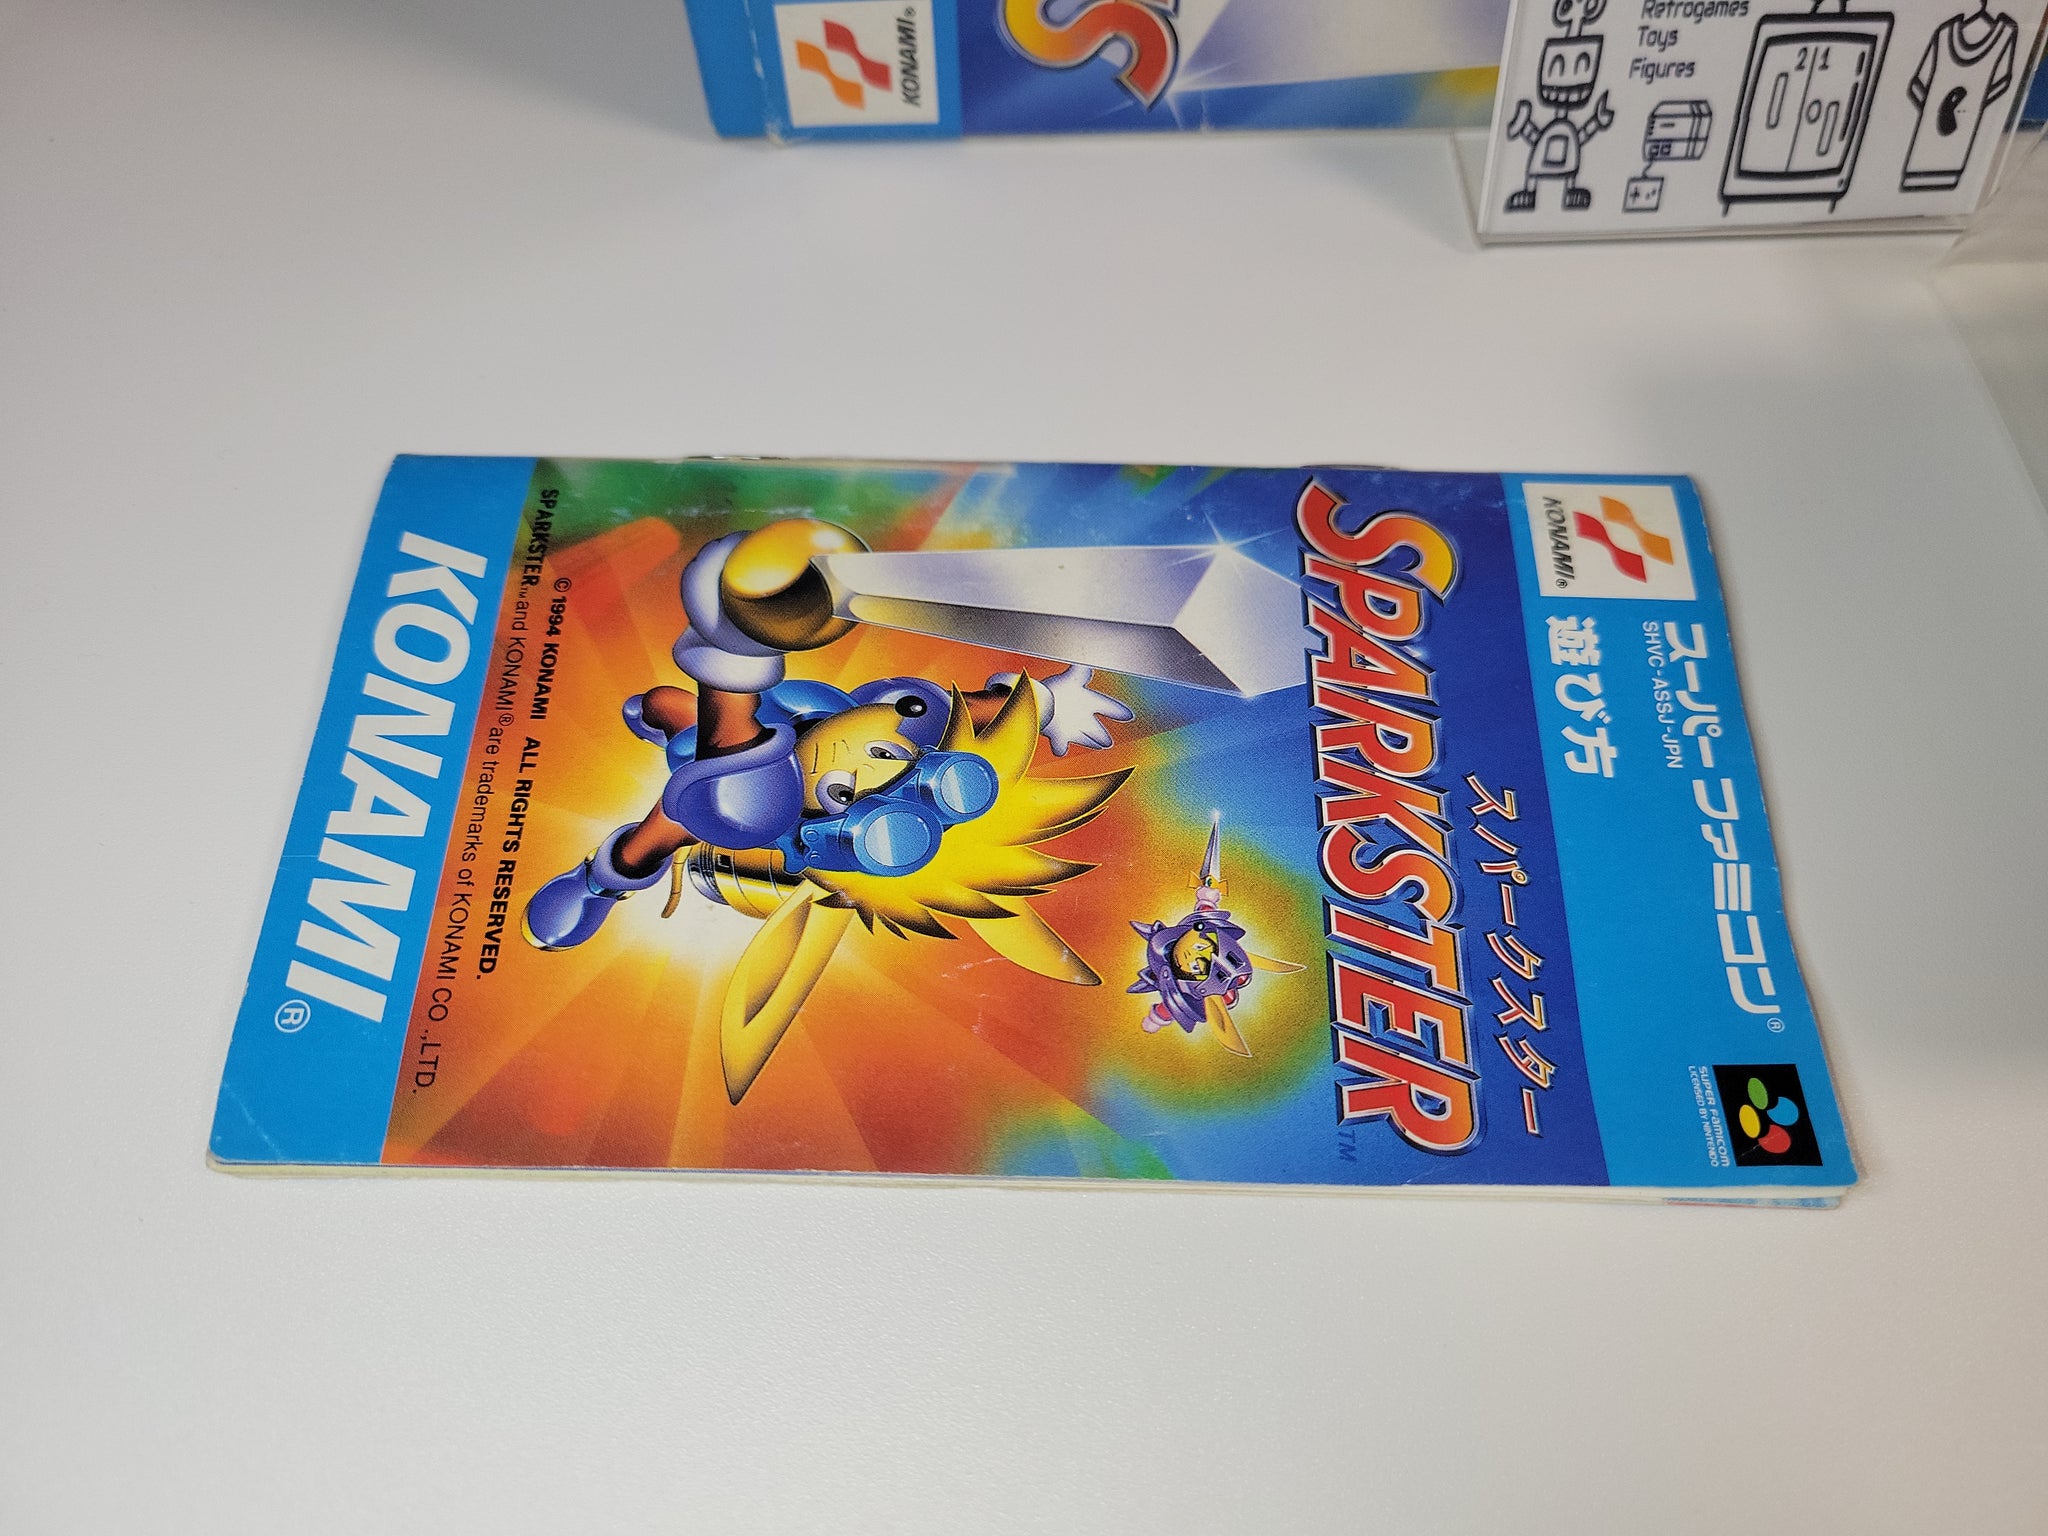 KONAMI®
Retrogames
Toys
Figures
2 1
KONAMI®
スーパーファミコン®
SHVC-ASSJ-JPN
遊び方
SUPER FAMICOM
LICENSED BY NINTENDO
スパークスター
SPARKSTER™
© 1994 KONAMI ALL RIGHTS RESERVED.
SPARKSTER™ and KONAMI® are trademarks of KONAMI CO.,LTD.
KONAMI®